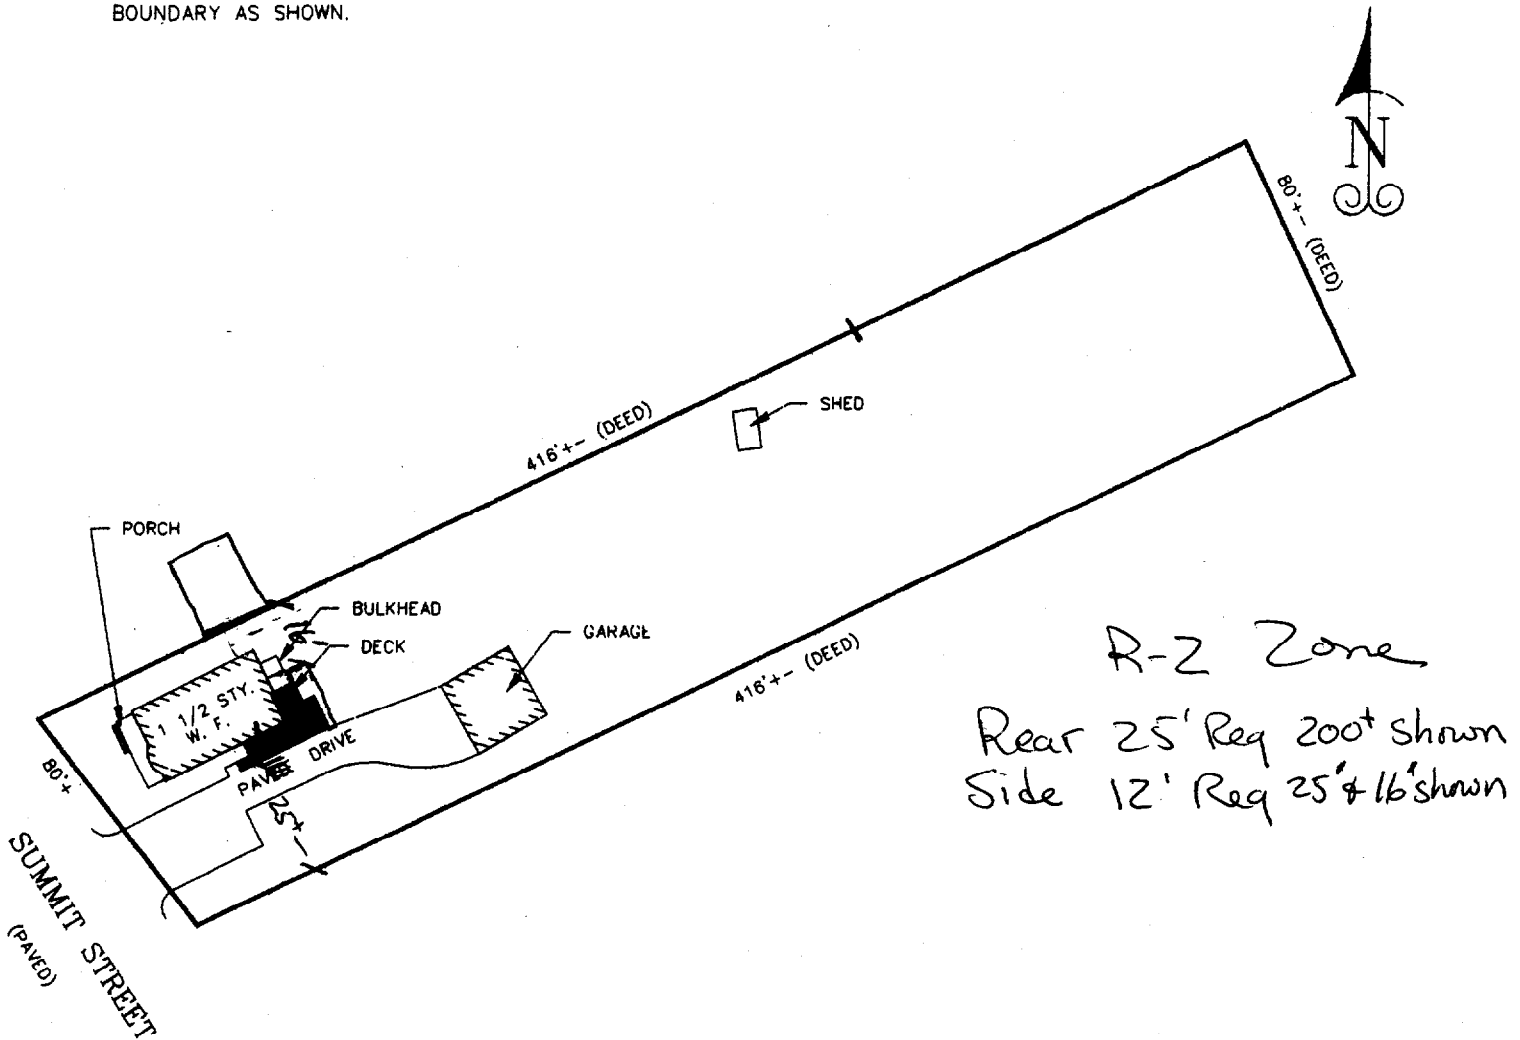 BOUNDARY AS SHOWN.
N
80'+- (DEED)
SHED
416'+- (DEED)
PORCH
BULKHEAD
DECK
GARAGE
1 1/2 STY.
W. F.
416'+- (DEED)
R-2 Zone
Rear 25' Req 200+ shown
Side 12' Req 25' & 16' shown
DRIVE
PAVED
80'+
25+-
SUMMIT STREET
(PAVED)